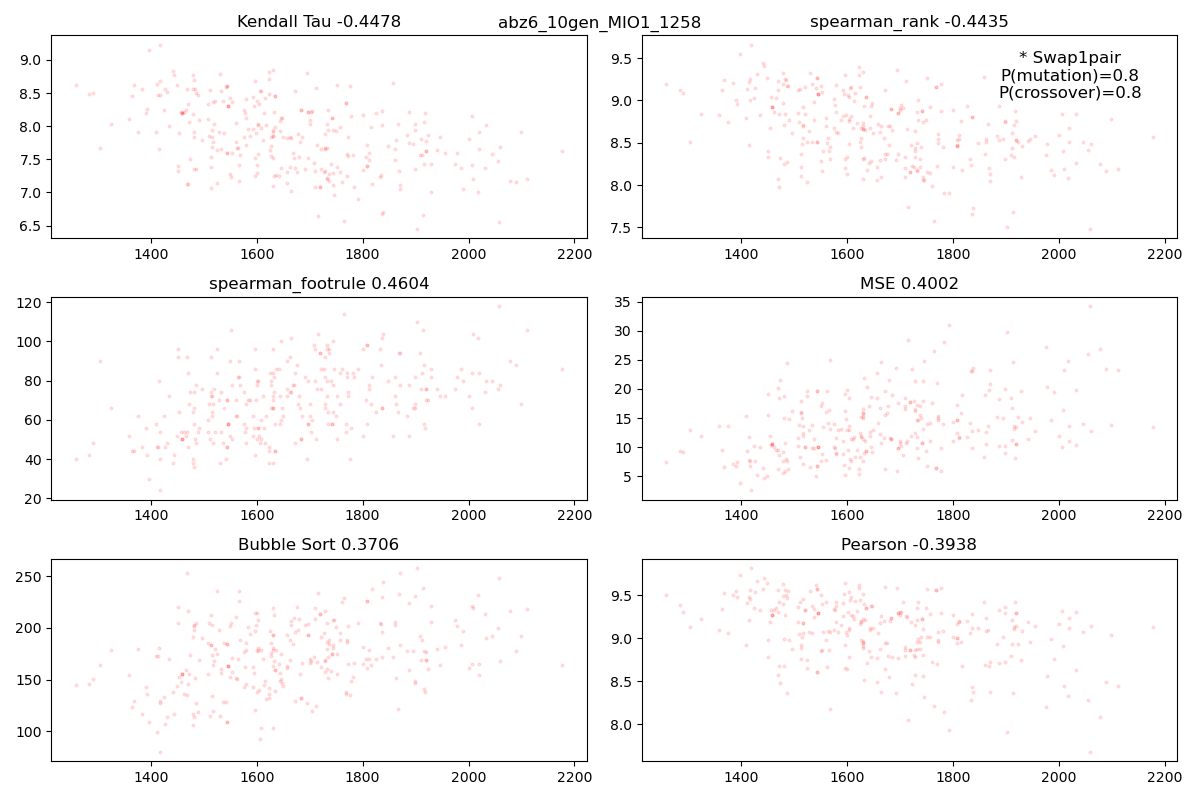 abz6_10gen_MIO1_1258
Kendall Tau -0.4478
9.0
8.5
8.0
7.5
7.0
6.5
1400 1600 1800 2000 2200
spearman_rank -0.4435
* Swap1pair
P(mutation)=0.8
P(crossover)=0.8
9.5
9.0
8.5
8.0
7.5
1400 1600 1800 2000 2200
spearman_footrule 0.4604
120
100
80
60
40
20
1400 1600 1800 2000 2200
MSE 0.4002
35
30
25
20
15
10
5
1400 1600 1800 2000 2200
Bubble Sort 0.3706
250
200
150
100
1400 1600 1800 2000 2200
Pearson -0.3938
9.5
9.0
8.5
8.0
1400 1600 1800 2000 2200